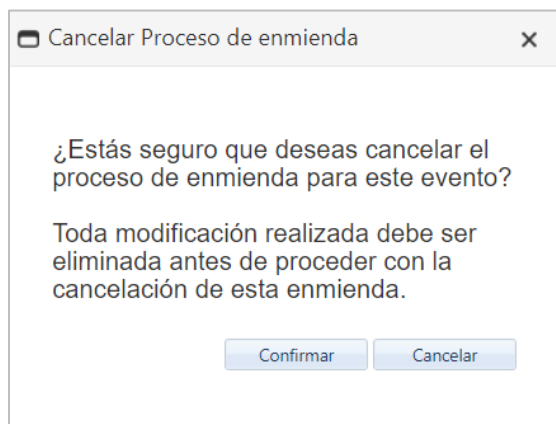 Cancelar Proceso de enmienda
¿Estás seguro que deseas cancelar el
proceso de enmienda para este evento?
Toda modificación realizada debe ser
eliminada antes de proceder con la
cancelación de esta enmienda.
Confirmar
Cancelar